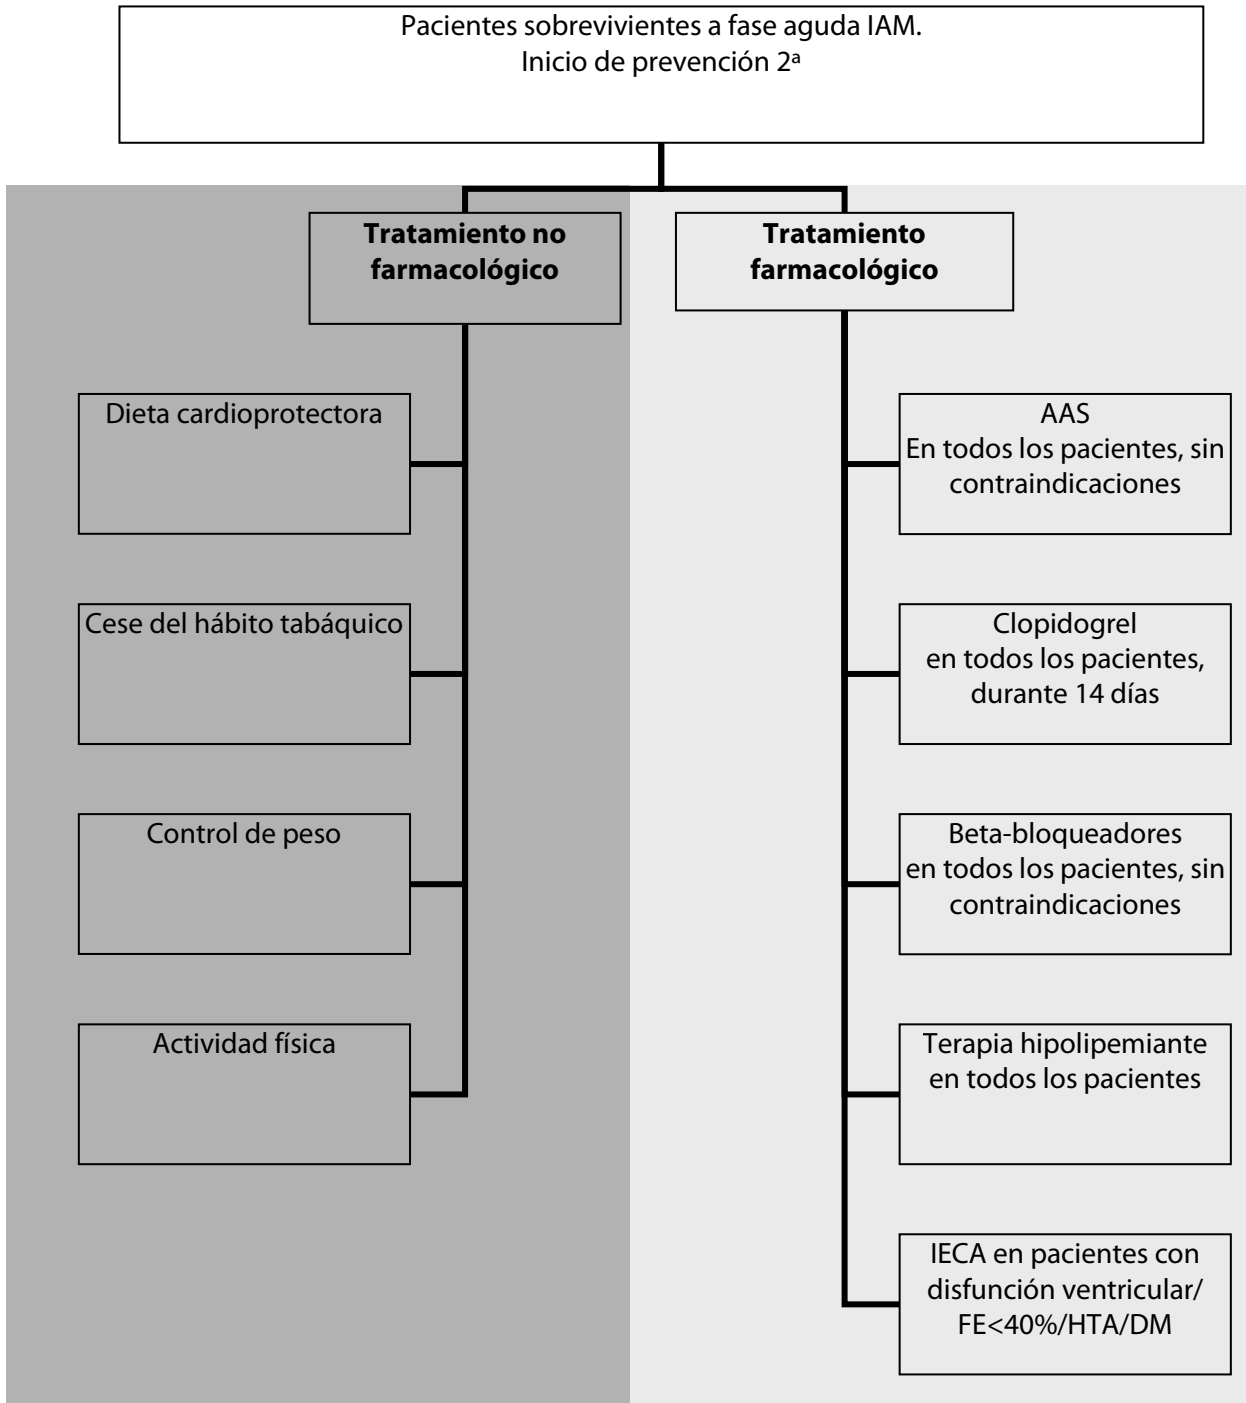 Pacientes sobrevivientes a fase aguda IAM.
Inicio de prevención 2ª
Tratamiento no
farmacológico
Dieta cardioprotectora
Cese del hábito tabáquico
Control de peso
Actividad física
Tratamiento
farmacológico
AAS
En todos los pacientes, sin
contraindicaciones
Clopidogrel
en todos los pacientes,
durante 14 días
Beta-bloqueadores
en todos los pacientes, sin
contraindicaciones
Terapia hipolipemiante
en todos los pacientes
IECA en pacientes con
disfunción ventricular/
FE<40%/HTA/DM